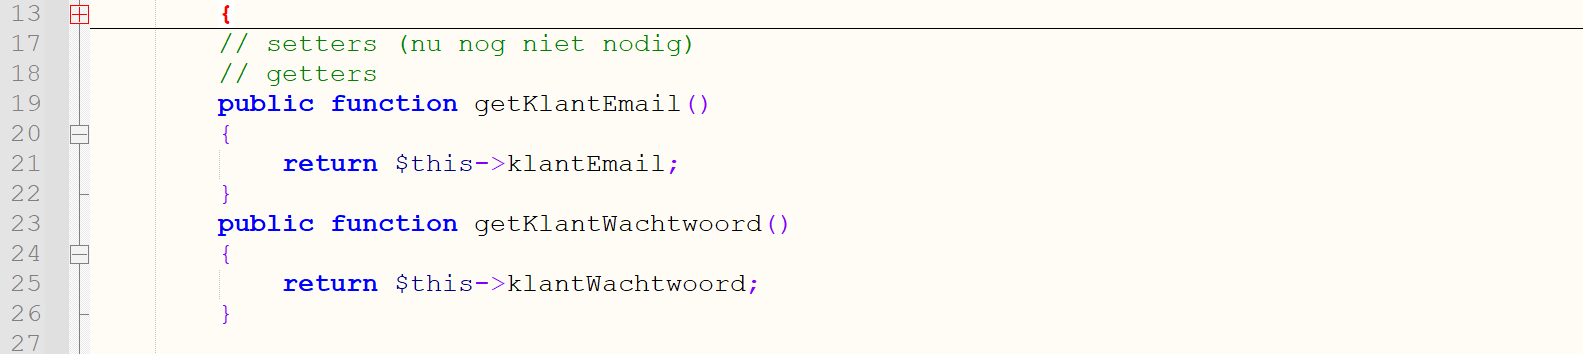 13 {
17 // setters (nu nog niet nodig)
18 // getters
19 public function getKlantEmail()
20 {
21 return $this->klantEmail;
22 }
23 public function getKlantWachtwoord()
24 {
25 return $this->klantWachtwoord;
26 }
27